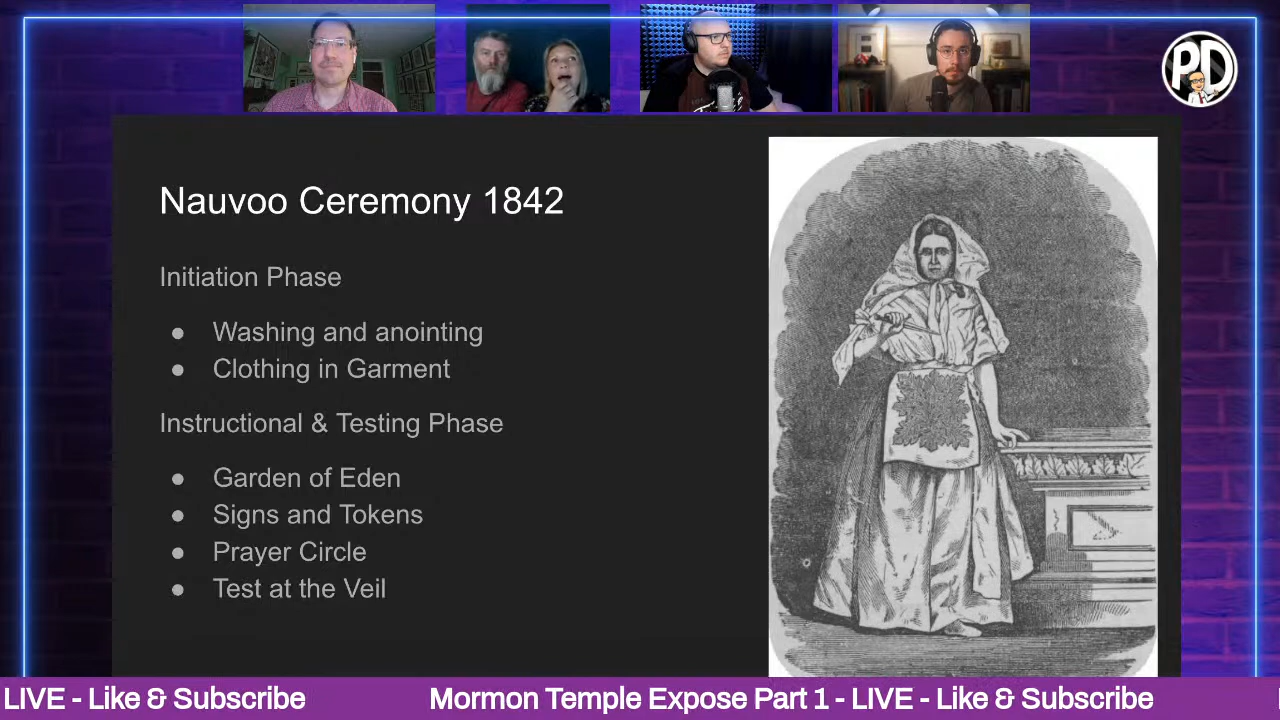 PD
Nauvoo Ceremony 1842
Initiation Phase
● Washing and anointing
● Clothing in Garment
Instructional & Testing Phase
● Garden of Eden
● Signs and Tokens
● Prayer Circle
● Test at the Veil
LIVE - Like & Subscribe Mormon Temple Expose Part 1 - LIVE - Like & Subscribe